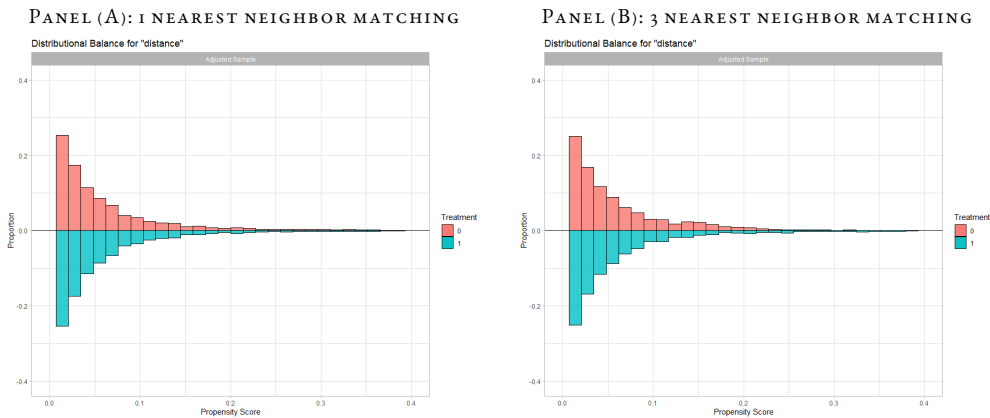 Panel (A): 1 nearest neighbor matching
Distributional Balance for "distance"
Adjusted Sample
Proportion
0.4
0.2
0.0
-0.2
-0.4
0.0 0.1 0.2 0.3 0.4
Propensity Score
Treatment
0
1
Panel (B): 3 nearest neighbor matching
Distributional Balance for "distance"
Adjusted Sample
Proportion
0.4
0.2
0.0
-0.2
-0.4
0.0 0.1 0.2 0.3 0.4
Propensity Score
Treatment
0
1